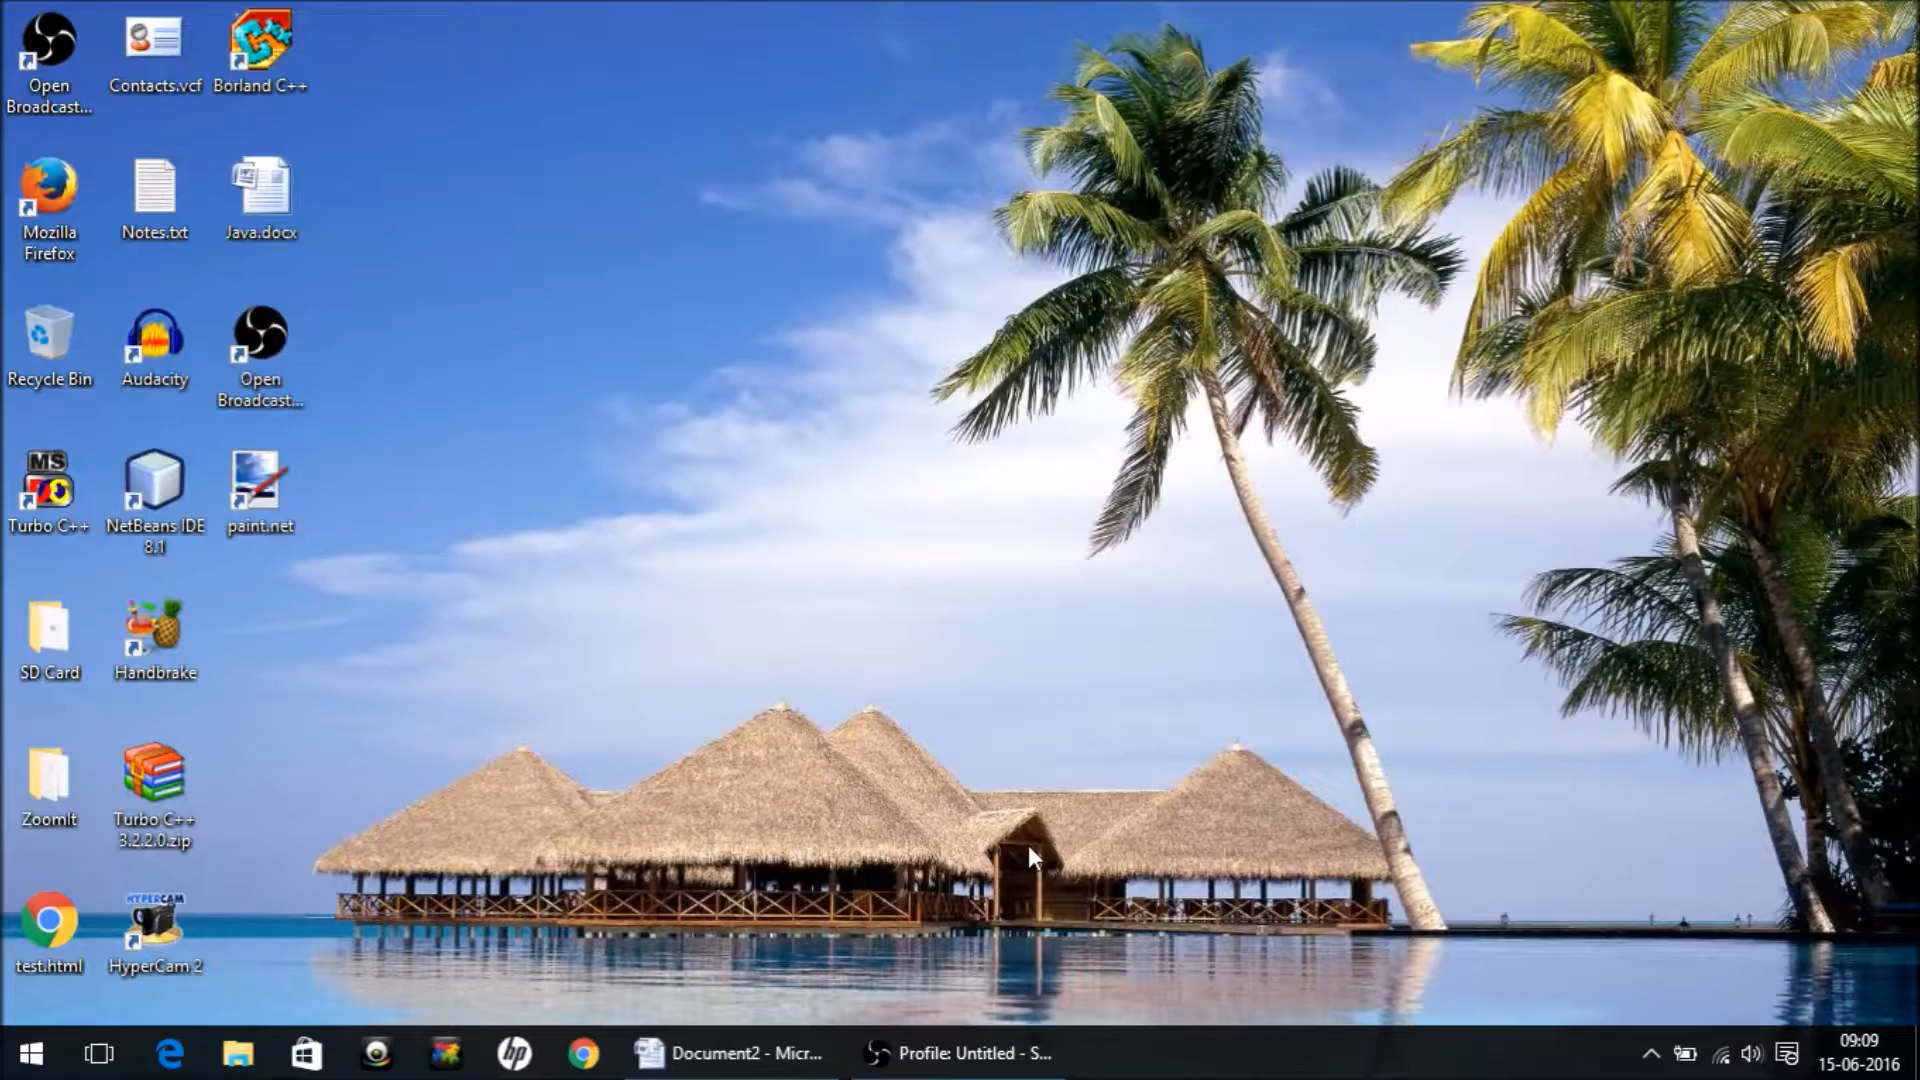 Open
Broadcast...
Contacts.vcf
Borland C++
Mozilla
Firefox
Notes.txt
Java.docx
Recycle Bin
Audacity
Open
Broadcast...
MS
Turbo C++
NetBeans IDE
8.1
paint.net
SD Card
Handbrake
ZoomIt
Turbo C++
3.2.2.0.zip
test.html
HYPERCAM
HyperCam 2
hp
Document2 - Micr...
Profile: Untitled - S...
09:09
15-06-2016